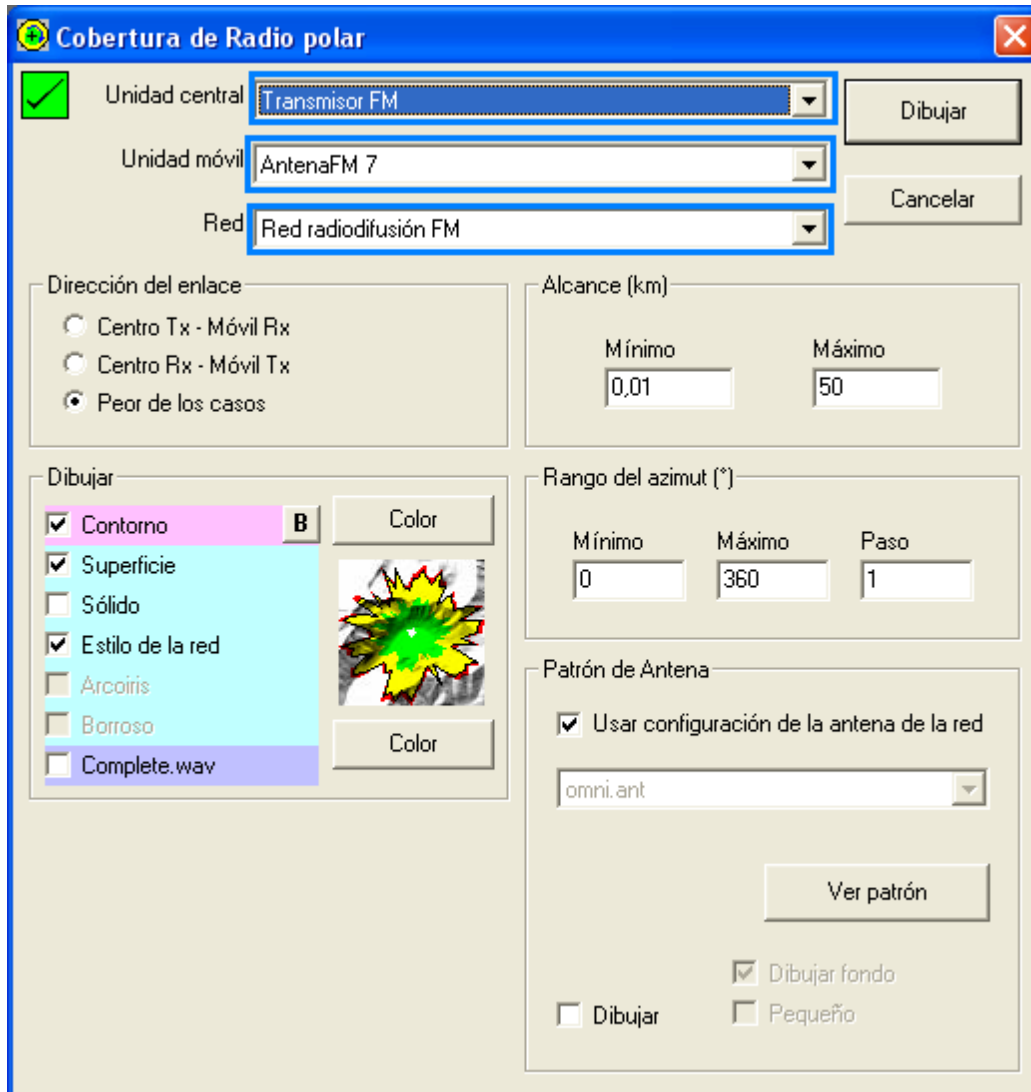 Cobertura de Radio polar
Unidad central
Transmisor FM
Dibujar
Unidad móvil
AntenaFM 7
Cancelar
Red
Red radiodifusión FM
Dirección del enlace
Centro Tx - Móvil Rx
Centro Rx - Móvil Tx
Peor de los casos
Alcance (km)
Mínimo Máximo
0,01 50
Dibujar
Contorno B Color
Superficie
Sólido
Estilo de la red
Arcoiris
Borroso
Color
Complete.wav
Rango del azimut (°)
Mínimo Máximo Paso
0 360 1
Patrón de Antena
Usar configuración de la antena de la red
omni.ant
Ver patrón
Dibujar fondo
Dibujar Pequeño